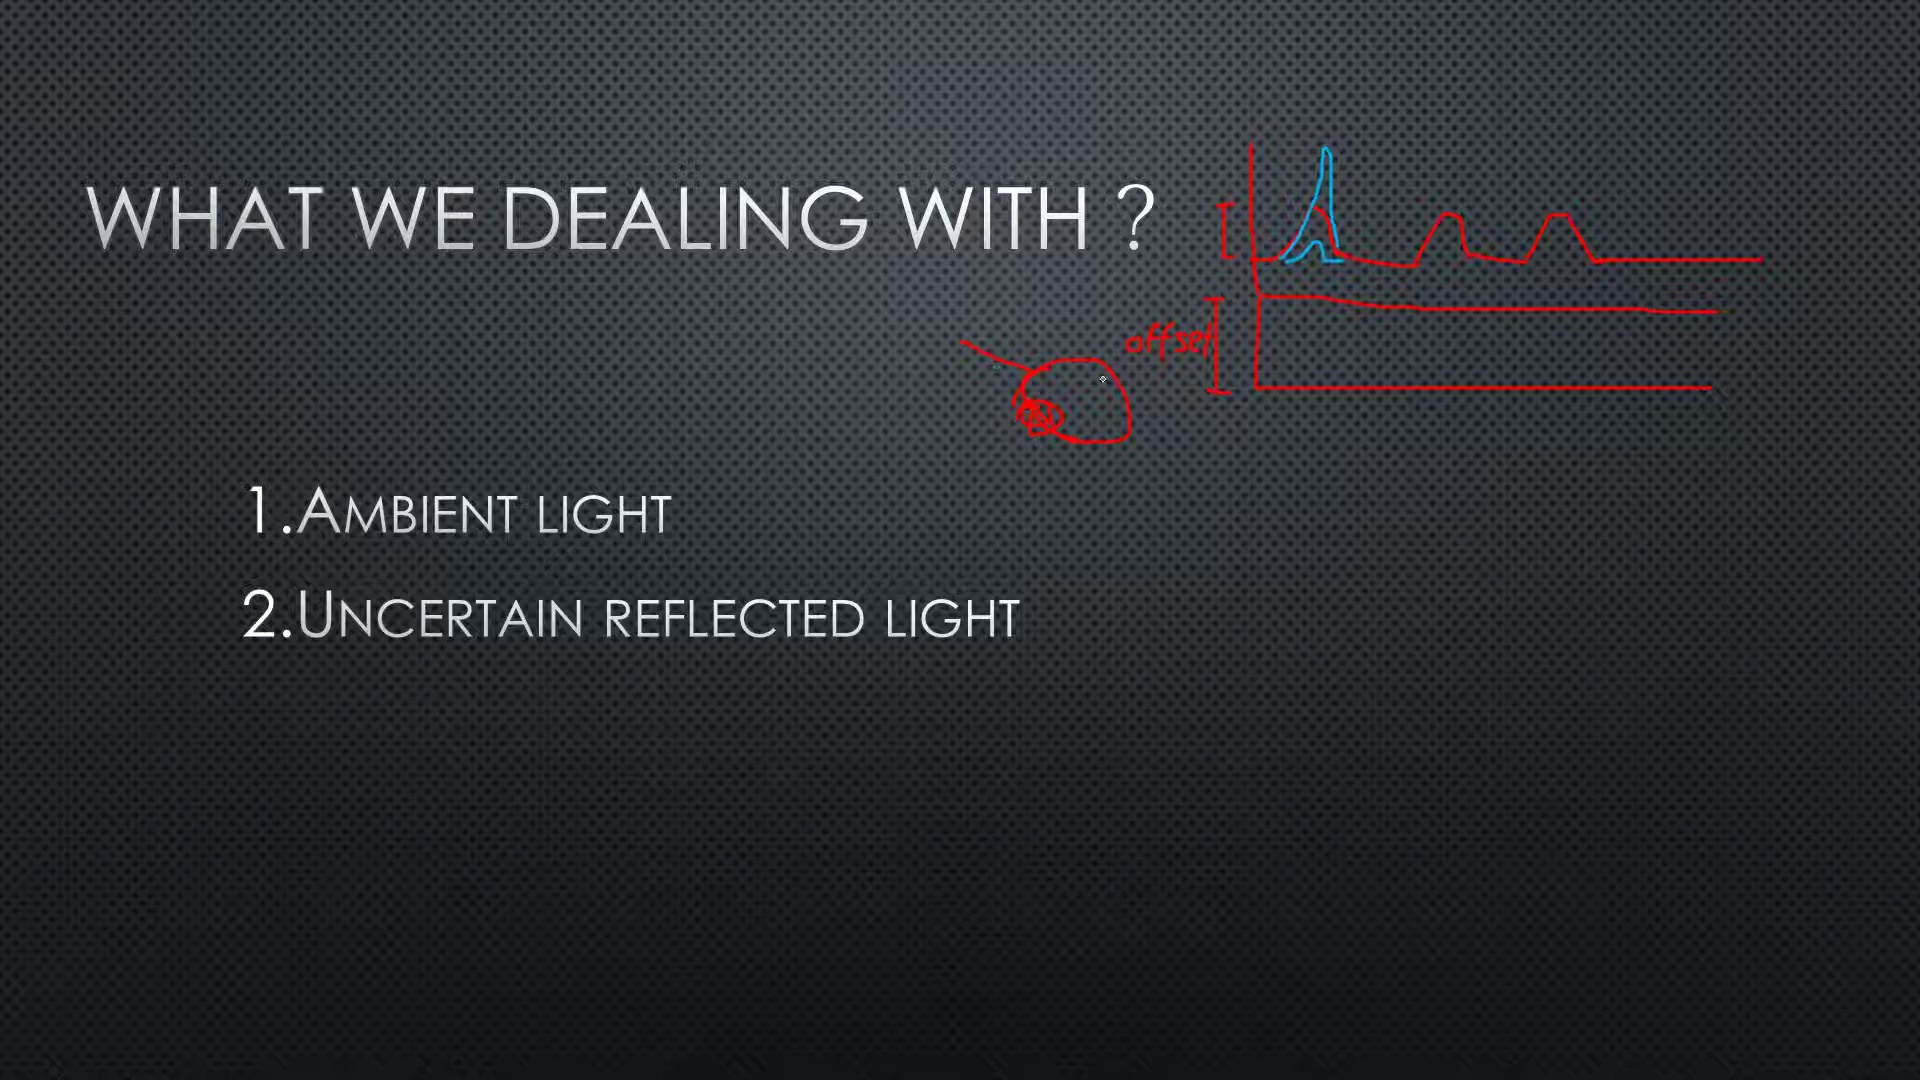 WHAT WE DEALING WITH ?
offset
1.AMBIENT LIGHT
2.UNCERTAIN REFLECTED LIGHT